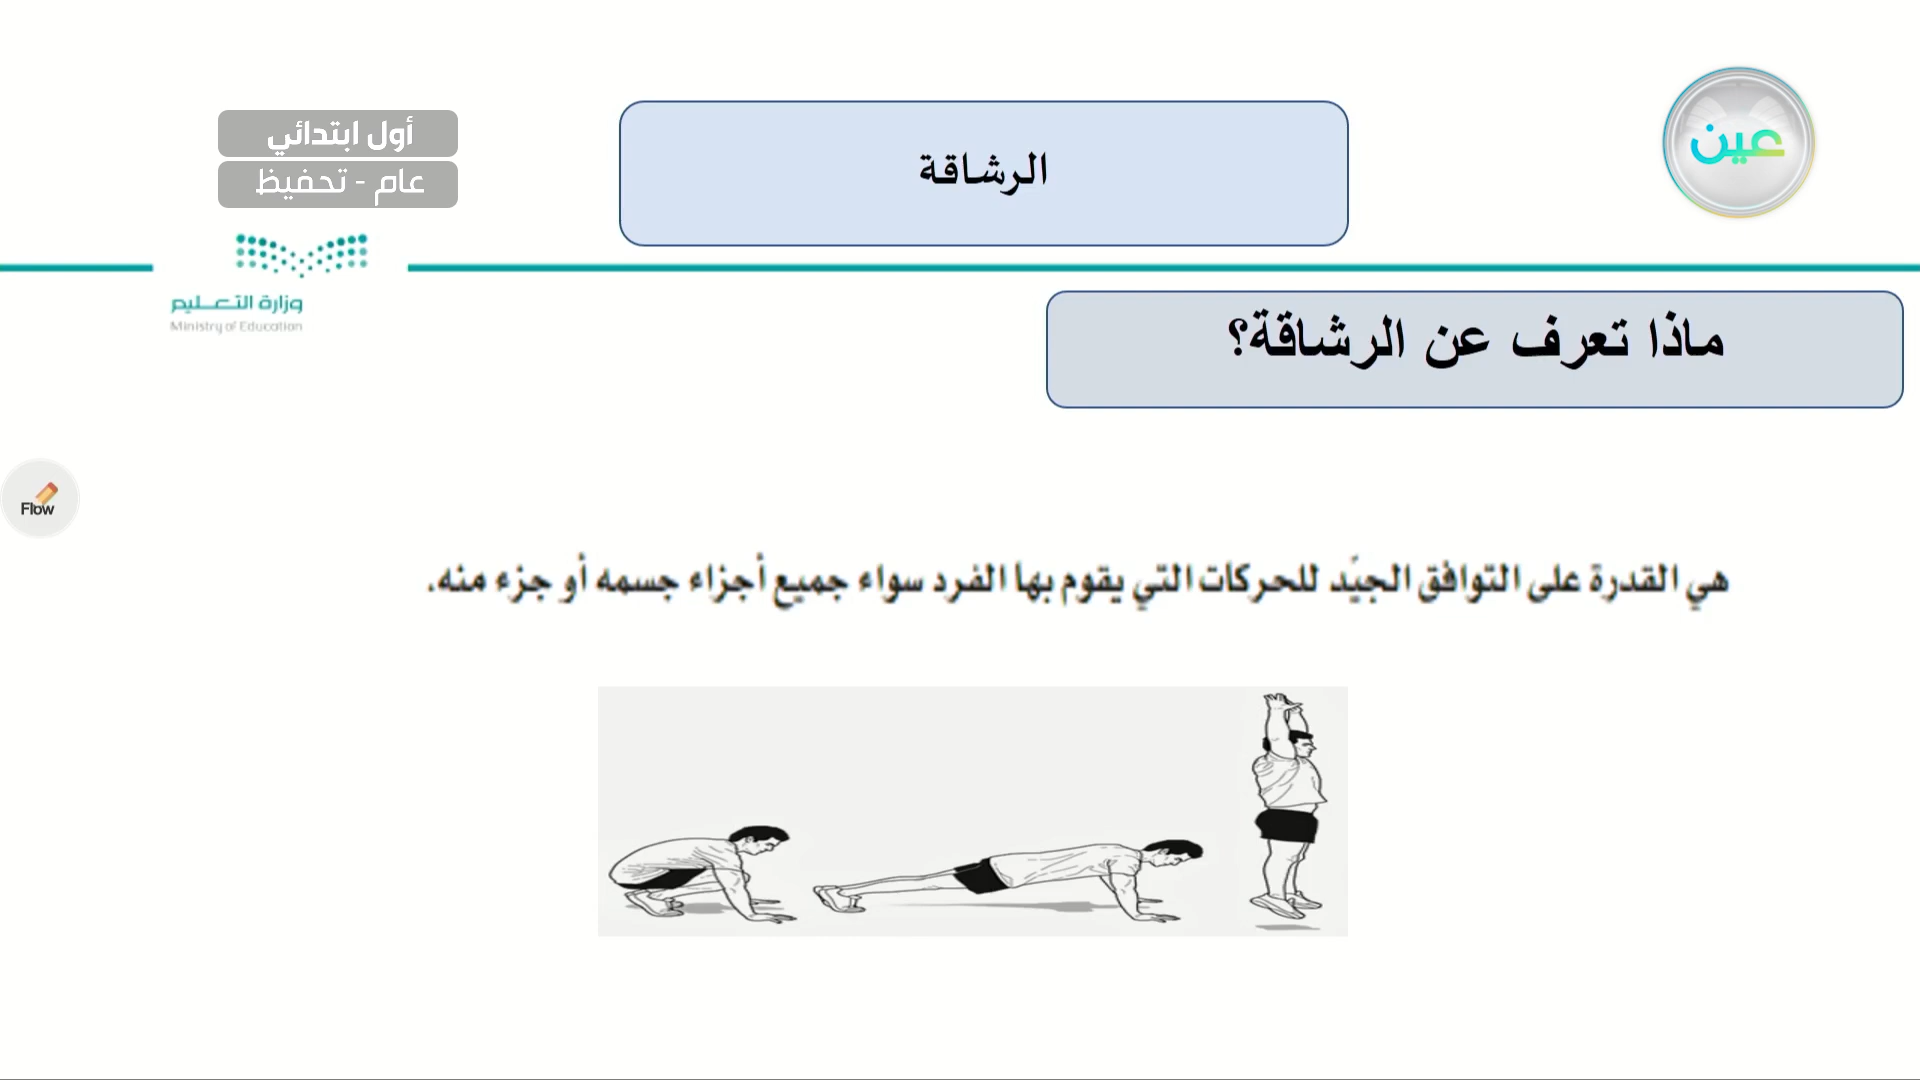 عين
الرشاقة
أول ابتدائي
عام - تحفيظ
وزارة التعليم
Ministry of Education
ماذا تعرف عن الرشاقة؟
Flow
هي القدرة على التوافق الجيّد للحركات التي يقوم بها الفرد سواء جميع أجزاء جسمه أو جزء منه.